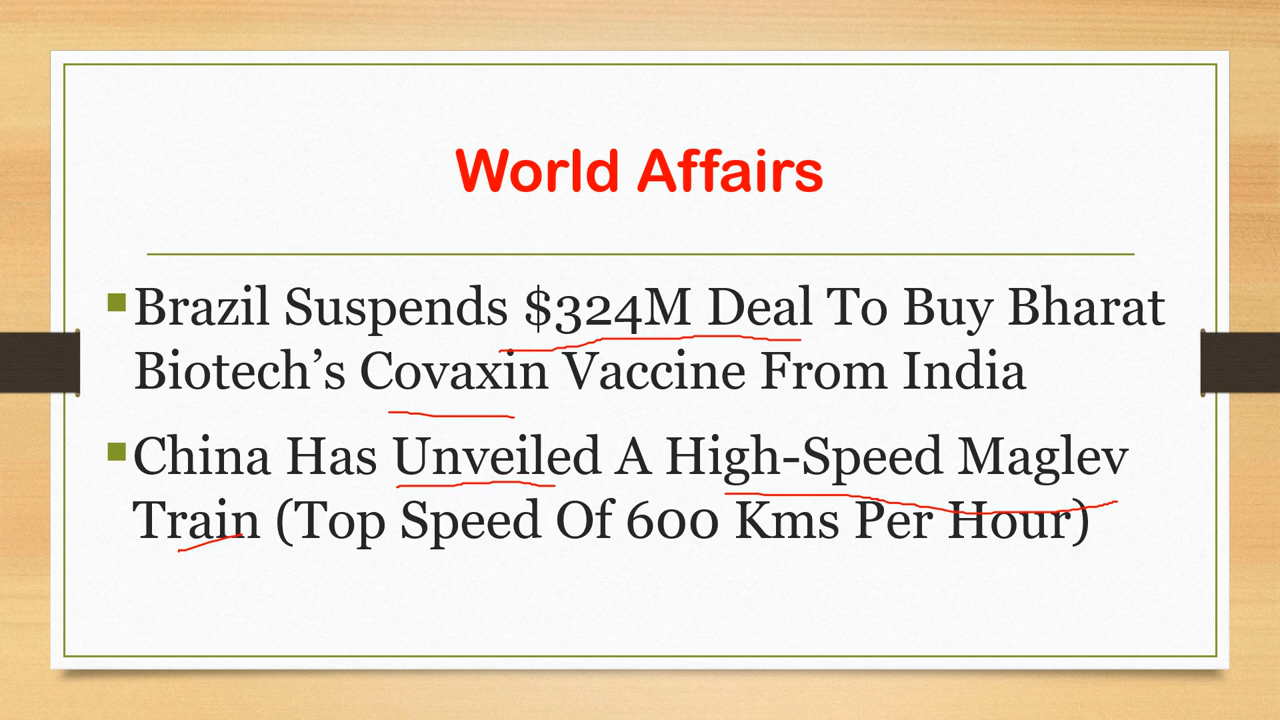 World Affairs
Brazil Suspends $324M Deal To Buy Bharat
Biotech’s Covaxin Vaccine From India
China Has Unveiled A High-Speed Maglev
Train (Top Speed Of 600 Kms Per Hour)